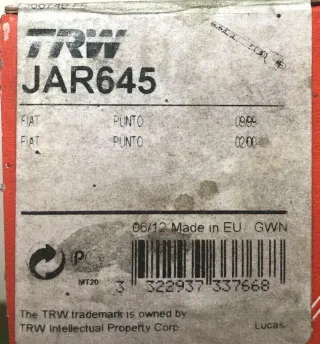 TRW
JAR645
FIAT PUNTO 09/99
FIAT PUNTO 02/00
06/12 Made in EU GWN
MT20
3 322937 337668
The TRW trademark is owned by
TRW Intellectual Property Corp
Lucas